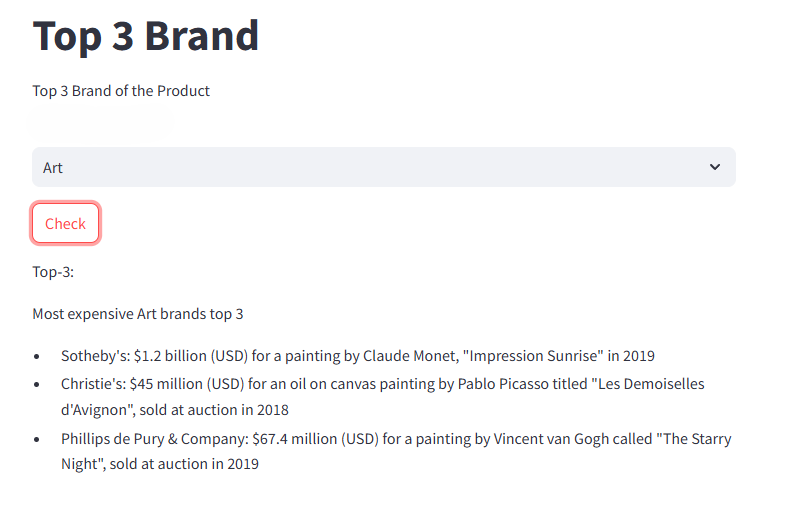 Top 3 Brand
Top 3 Brand of the Product
Art
Check
Top-3:
Most expensive Art brands top 3
• Sotheby's: $1.2 billion (USD) for a painting by Claude Monet, "Impression Sunrise" in 2019
• Christie's: $45 million (USD) for an oil on canvas painting by Pablo Picasso titled "Les Demoiselles
d'Avignon", sold at auction in 2018
• Phillips de Pury & Company: $67.4 million (USD) for a painting by Vincent van Gogh called "The Starry
Night", sold at auction in 2019